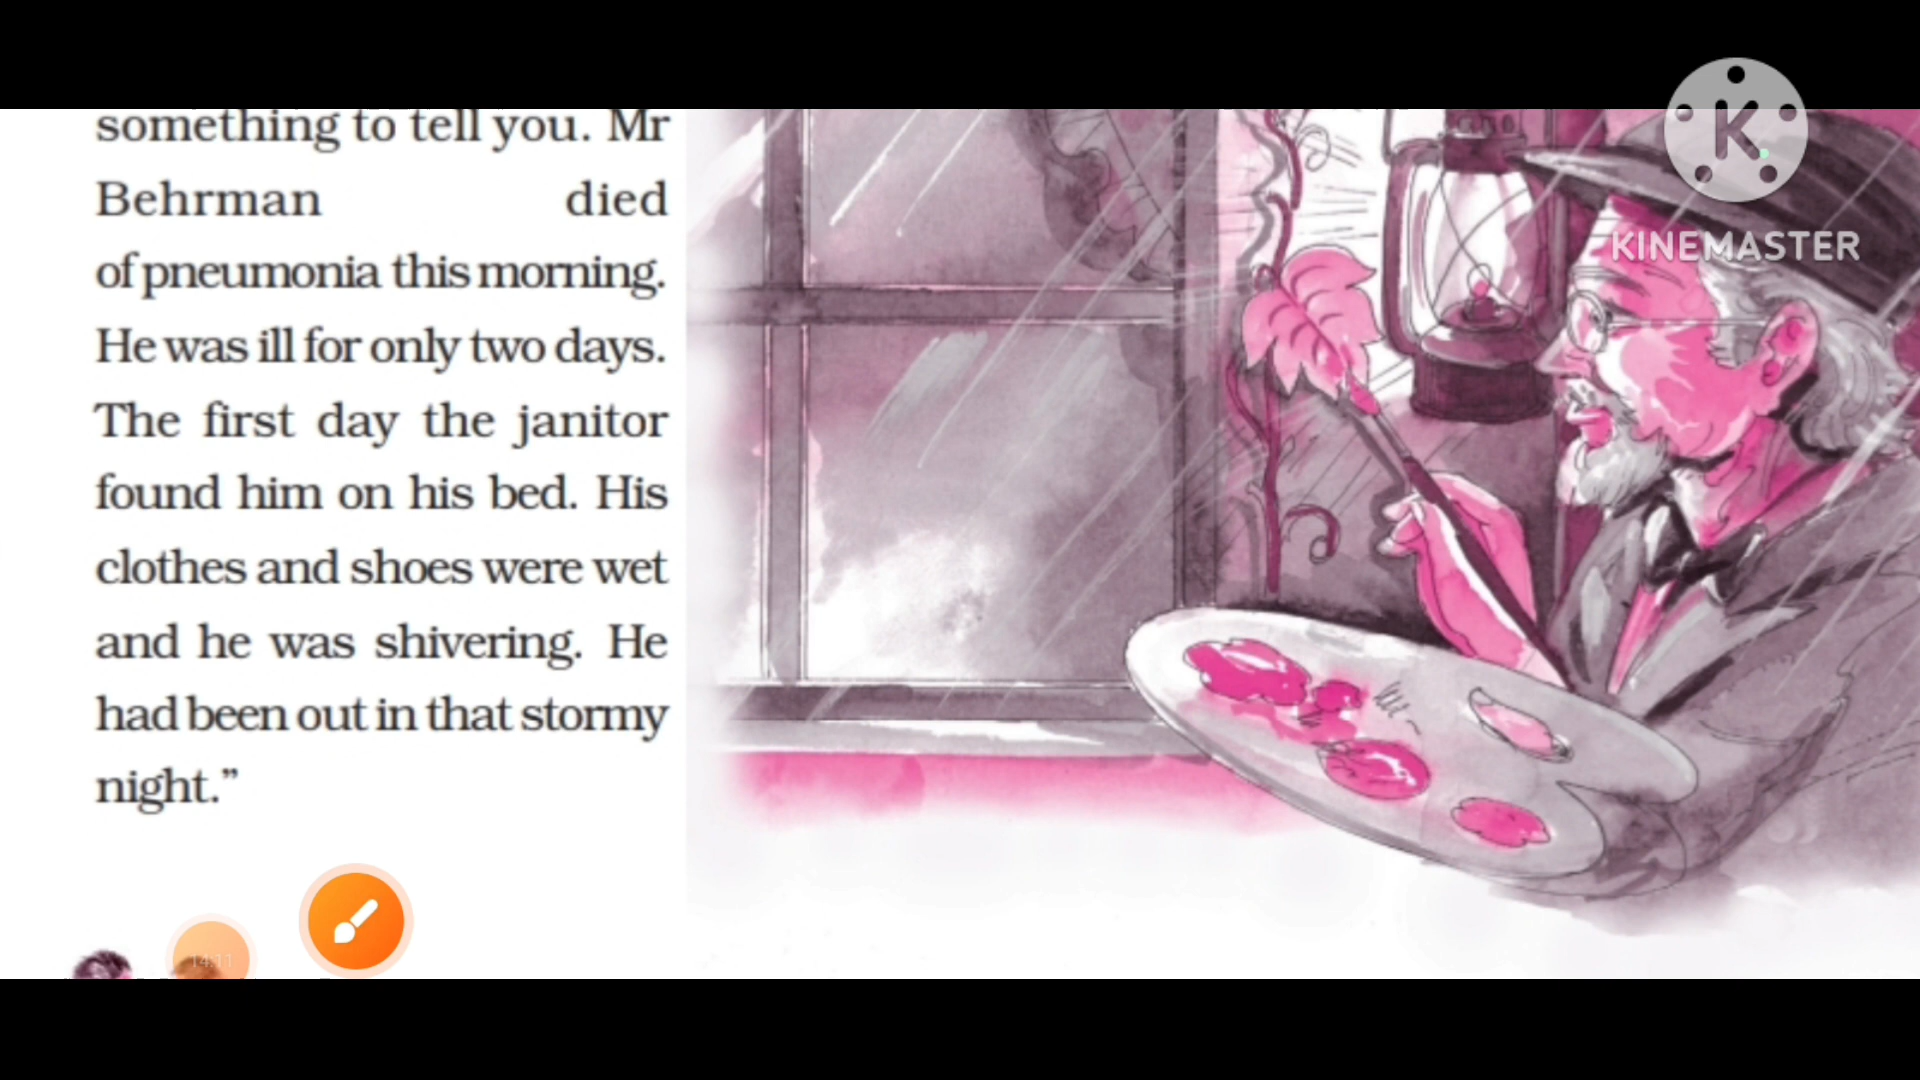 something to tell you. Mr
Behrman died
of pneumonia this morning.
He was ill for only two days.
The first day the janitor
found him on his bed. His
clothes and shoes were wet
and he was shivering. He
had been out in that stormy
night.”
K
KINEMASTER
14:11